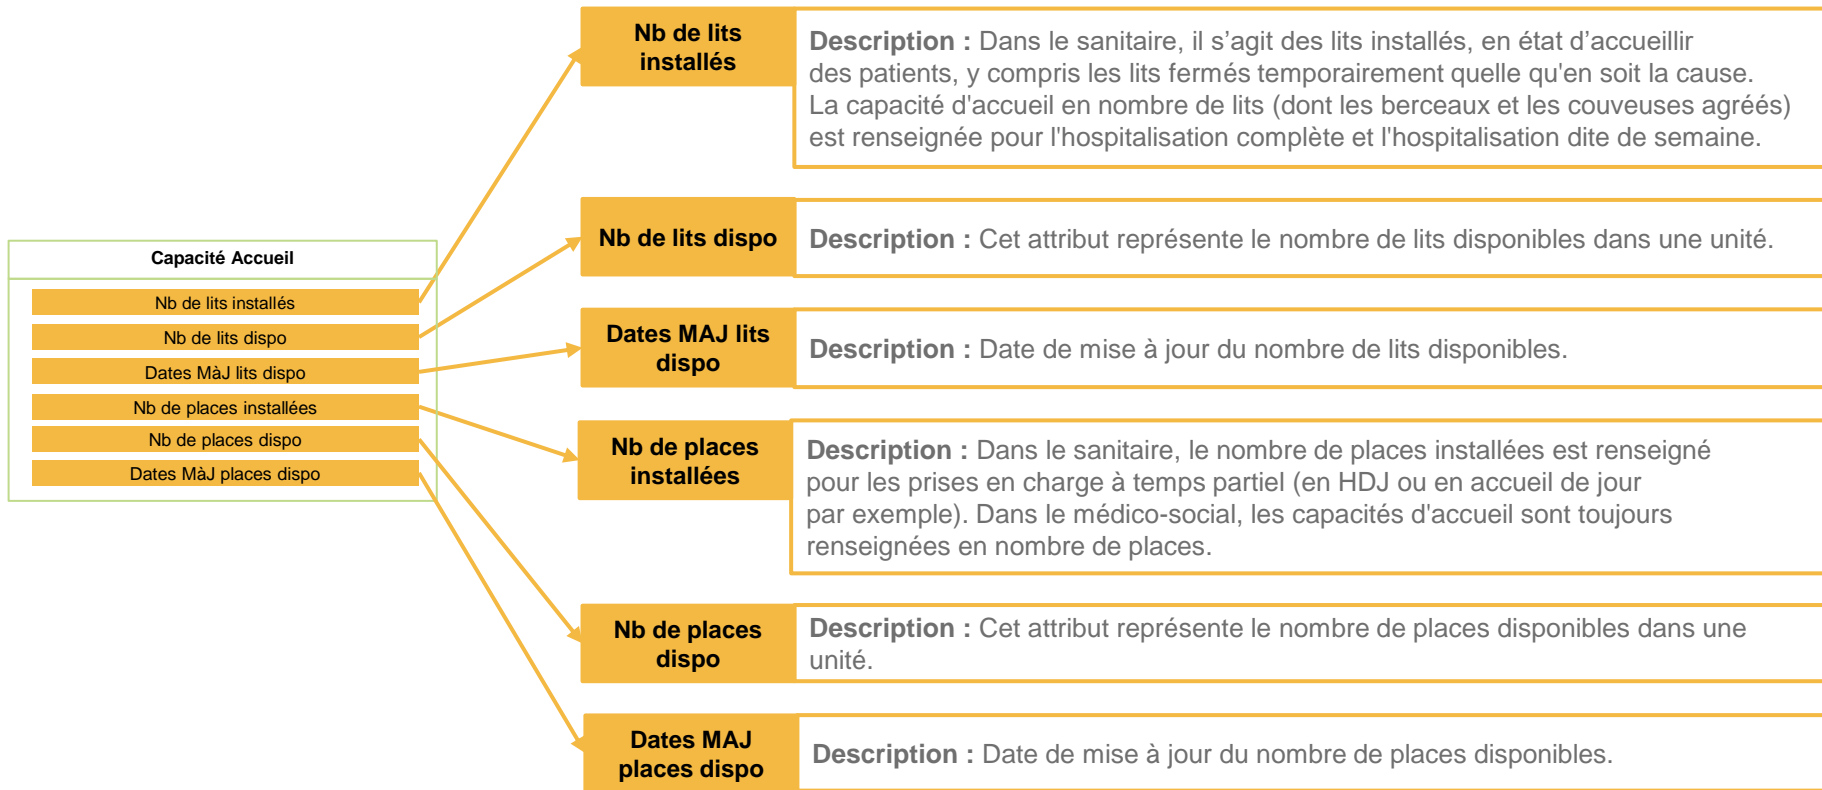 Capacité Accueil
Nb de lits installés
Nb de lits dispo
Dates MàJ lits dispo
Nb de places installées
Nb de places dispo
Dates MàJ places dispo
Nb de lits
installés
Description : Dans le sanitaire, il s’agit des lits installés, en état d’accueillir
des patients, y compris les lits fermés temporairement quelle qu'en soit la cause.
La capacité d'accueil en nombre de lits (dont les berceaux et les couveuses agréés)
est renseignée pour l'hospitalisation complète et l'hospitalisation dite de semaine.
Nb de lits dispo
Description : Cet attribut représente le nombre de lits disponibles dans une unité.
Dates MAJ lits
dispo
Description : Date de mise à jour du nombre de lits disponibles.
Nb de places
installées
Description : Dans le sanitaire, le nombre de places installées est renseigné
pour les prises en charge à temps partiel (en HDJ ou en accueil de jour
par exemple). Dans le médico-social, les capacités d'accueil sont toujours
renseignées en nombre de places.
Nb de places
dispo
Description : Cet attribut représente le nombre de places disponibles dans une
unité.
Dates MAJ
places dispo
Description : Date de mise à jour du nombre de places disponibles.